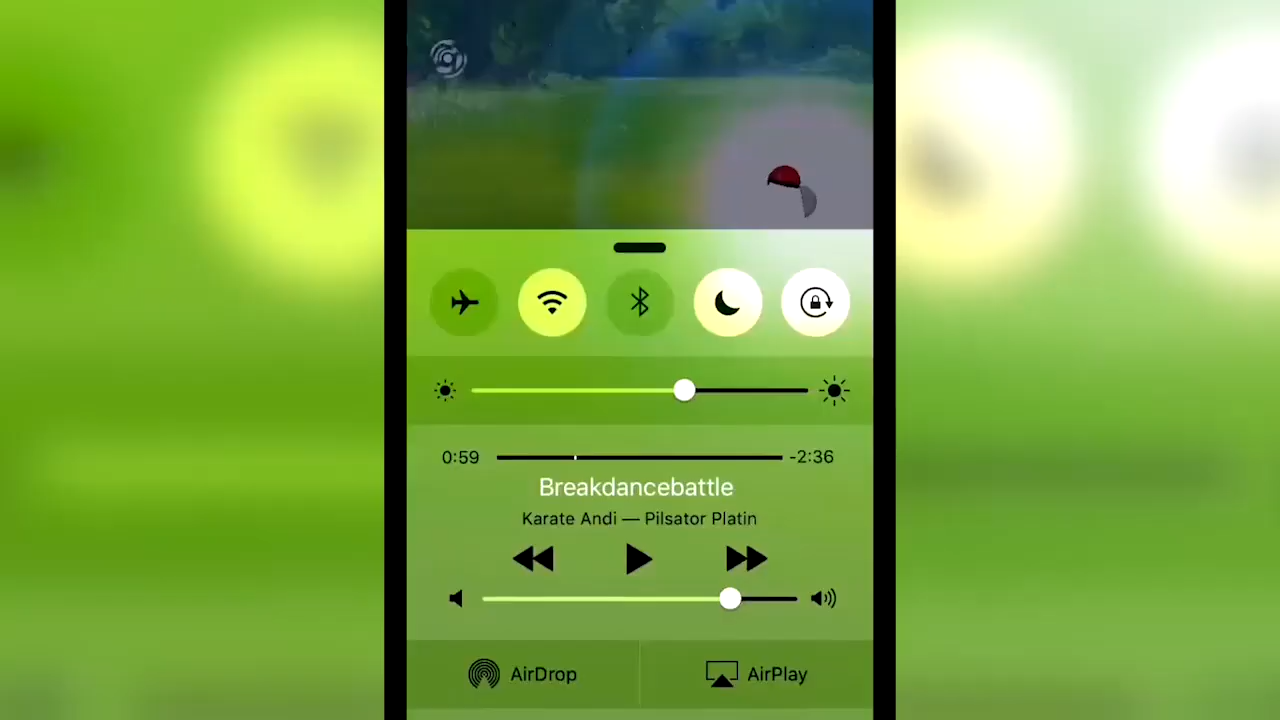 0:59 -2:36
Breakdancebattle
Karate Andi — Pilsator Platin
AirDrop AirPlay